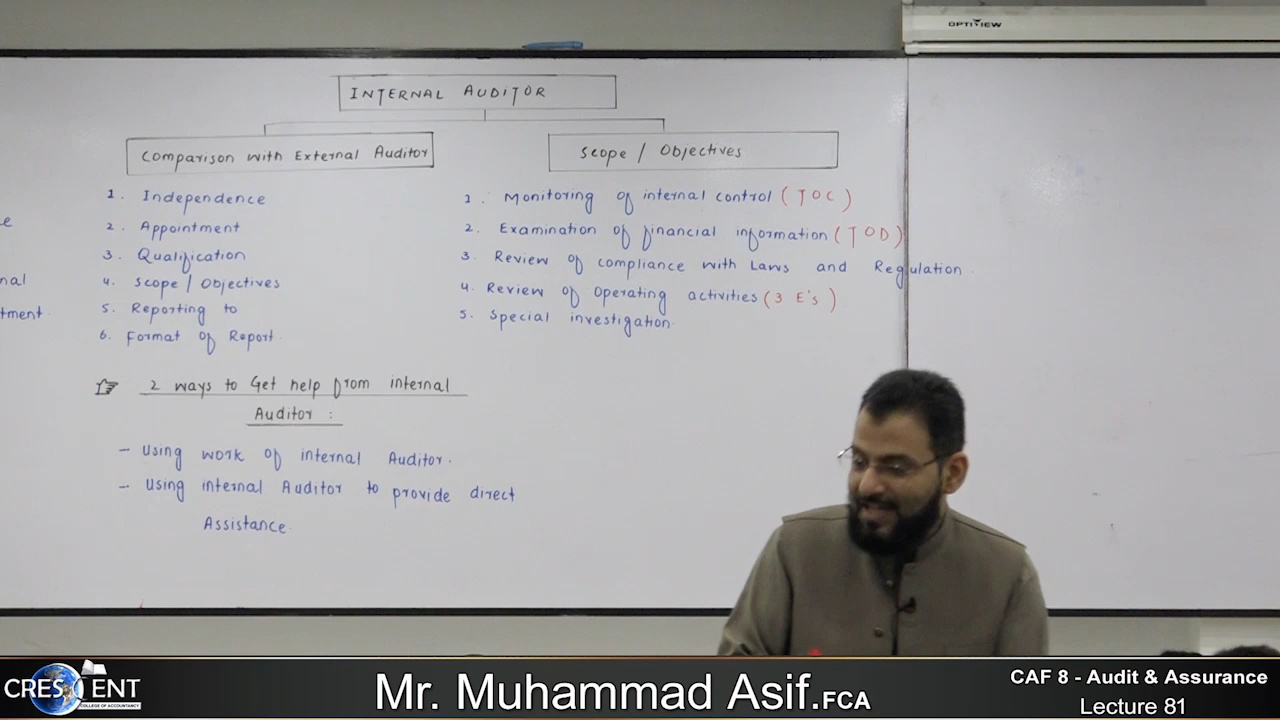 OPTIVIEW
INTERNAL AUDITOR
Comparison with External Auditor
1. Independence
2. Appointment
3. Qualification
4. Scope / Objectives
5. Reporting to
6. Format of Report.
Scope / Objectives
1. Monitoring of internal control (TOC)
2. Examination of financial information (TOD)
3. Review of compliance with Laws and Regulation.
4. Review of Operating activities (3 E's)
5. Special investigation.
2 ways to Get help from internal
Auditor :
- Using work of internal Auditor.
- Using internal Auditor to provide direct
Assistance.
CRESCENT
COLLEGE OF ACCOUNTANCY
Mr. Muhammad Asif.FCA
CAF 8 - Audit & Assurance
Lecture 81